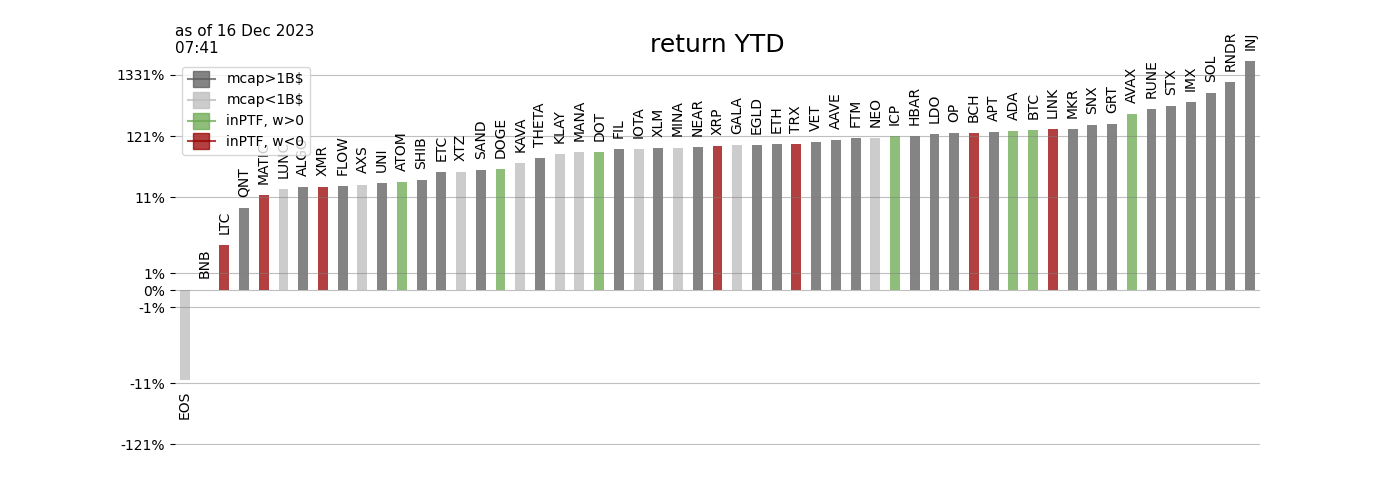 as of 16 Dec 2023
07:41
return YTD
mcap>1B$
mcap<1B$
inPTF, w>0
inPTF, w<0
1331%
121%
11%
1%
0%
-1%
-11%
-121%
EOS
BNB
LTC
QNT
MATIC
LUNC
ALGO
XMR
FLOW
AXS
UNI
ATOM
SHIB
ETC
XTZ
SAND
DOGE
KAVA
THETA
KLAY
MANA
DOT
FIL
IOTA
XLM
MINA
NEAR
XRP
GALA
EGLD
ETH
TRX
VET
AAVE
FTM
NEO
ICP
HBAR
LDO
OP
BCH
APT
ADA
BTC
LINK
MKR
SNX
GRT
AVAX
RUNE
STX
IMX
SOL
RNDR
INJ